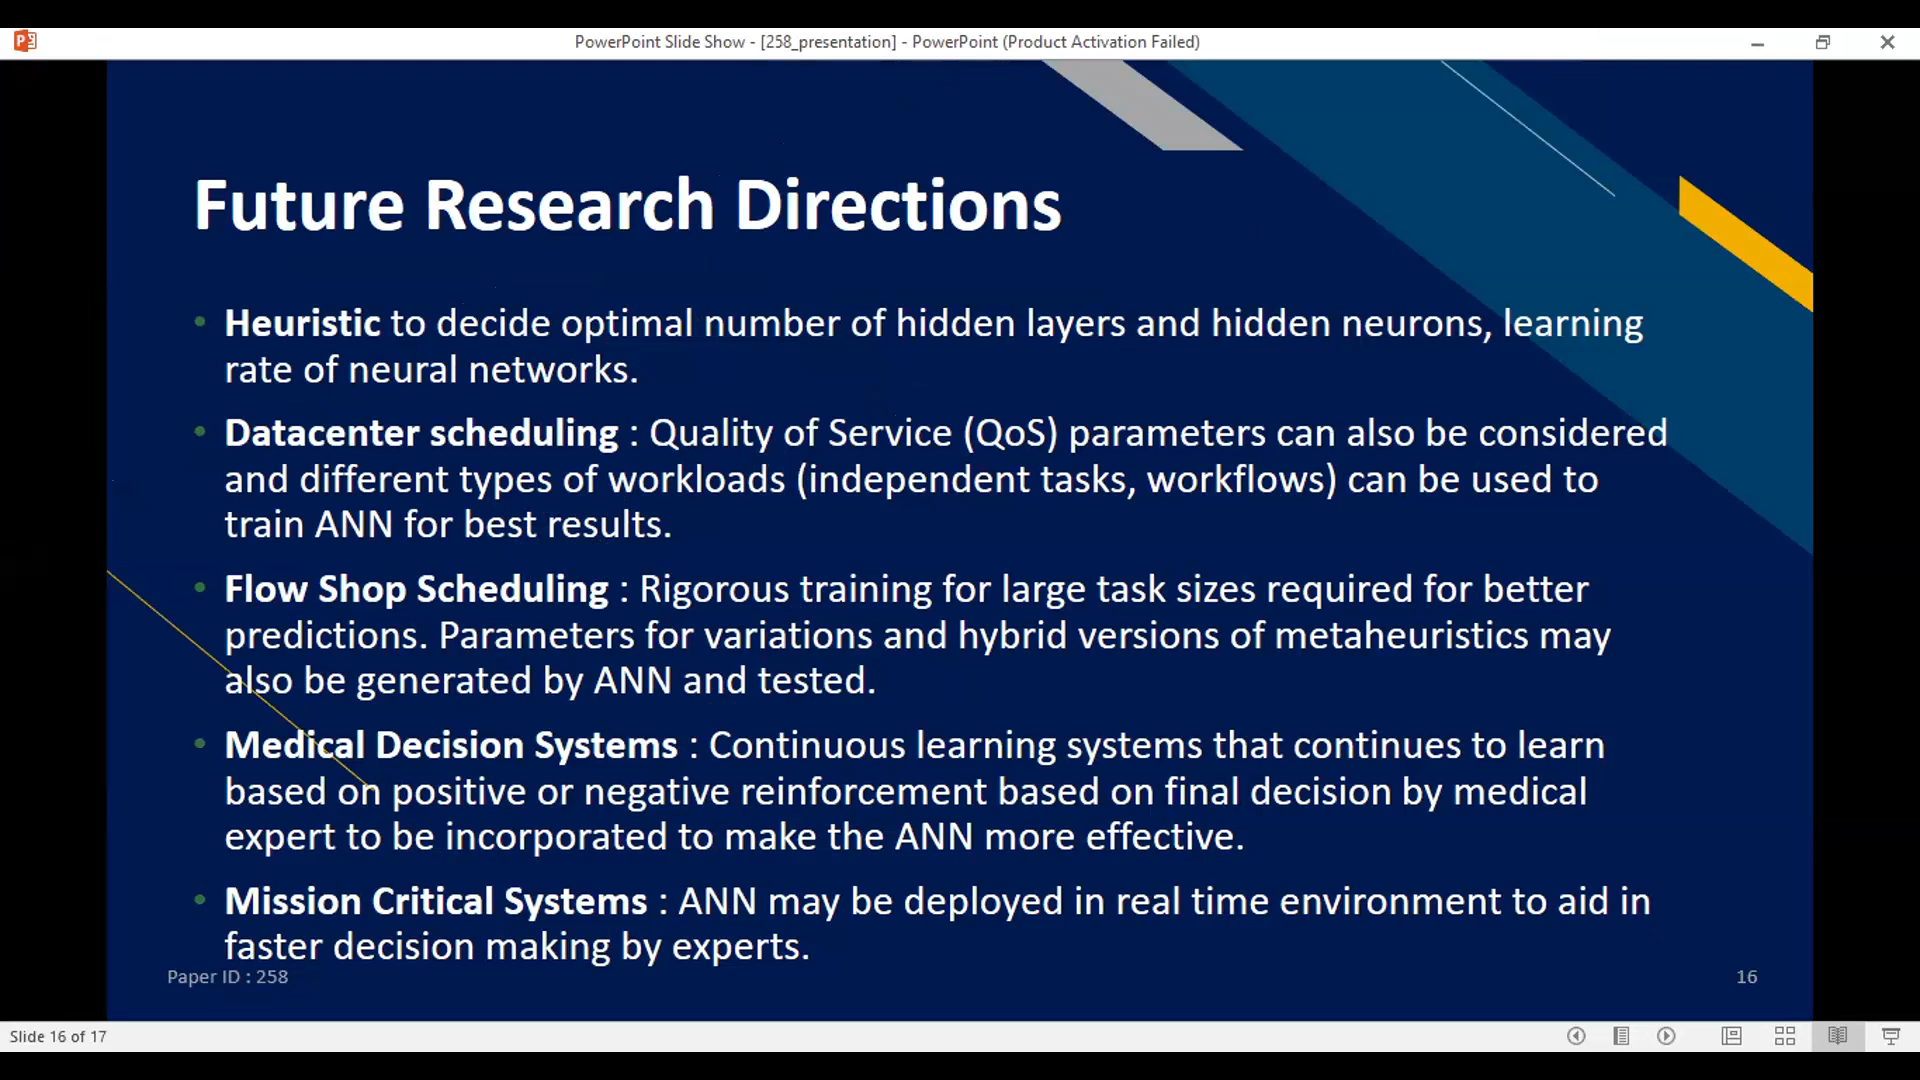 PowerPoint Slide Show - [258_presentation] - PowerPoint (Product Activation Failed)
Future Research Directions
• Heuristic to decide optimal number of hidden layers and hidden neurons, learning
rate of neural networks.
• Datacenter scheduling : Quality of Service (QoS) parameters can also be considered
and different types of workloads (independent tasks, workflows) can be used to
train ANN for best results.
• Flow Shop Scheduling : Rigorous training for large task sizes required for better
predictions. Parameters for variations and hybrid versions of metaheuristics may
also be generated by ANN and tested.
• Medical Decision Systems : Continuous learning systems that continues to learn
based on positive or negative reinforcement based on final decision by medical
expert to be incorporated to make the ANN more effective.
• Mission Critical Systems : ANN may be deployed in real time environment to aid in
faster decision making by experts.
Paper ID : 258
16
Slide 16 of 17